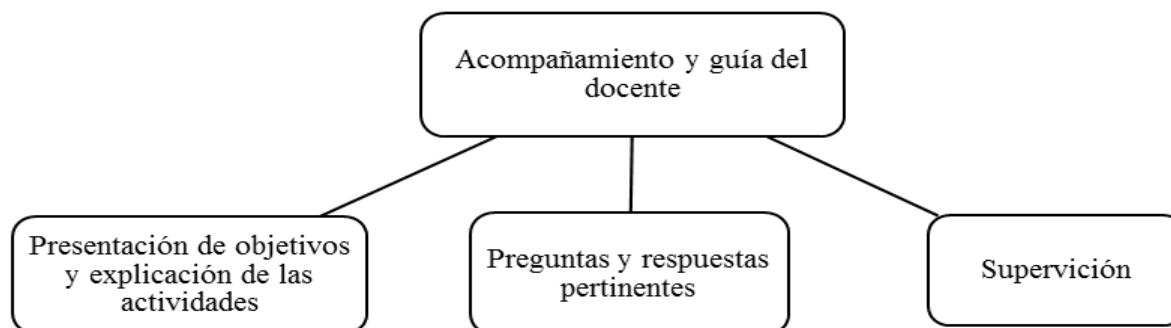 Acompañamiento y guía del
docente
Presentación de objetivos
y explicación de las
actividades
Preguntas y respuestas
pertinentes
Supervición